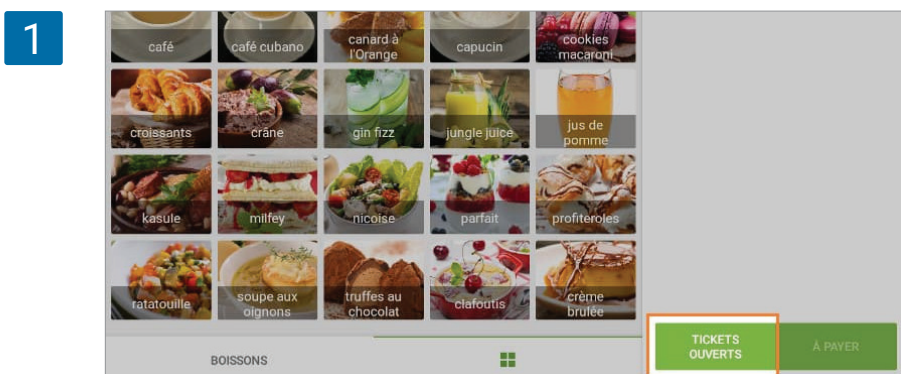 1
café
café cubano
canard à
l'Orange
capucin
cookies
macaroni
croissants
crâne
gin fizz
jungle juice
jus de
pomme
kasule
milfey
nicoise
parfait
profiteroles
ratatouille
soupe aux
oignons
truffes au
chocolat
clafoutis
crème
brulée
BOISSONS
TICKETS
OUVERTS
À PAYER